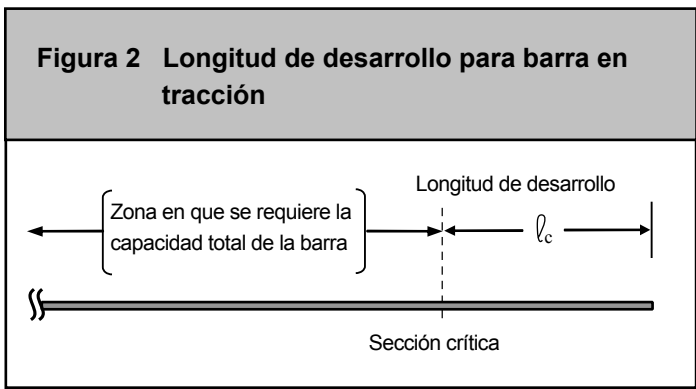 Figura 2 Longitud de desarrollo para barra en
tracción
Longitud de desarrollo
Zona en que se requiere la
capacidad total de la barra
ℓc
Sección crítica